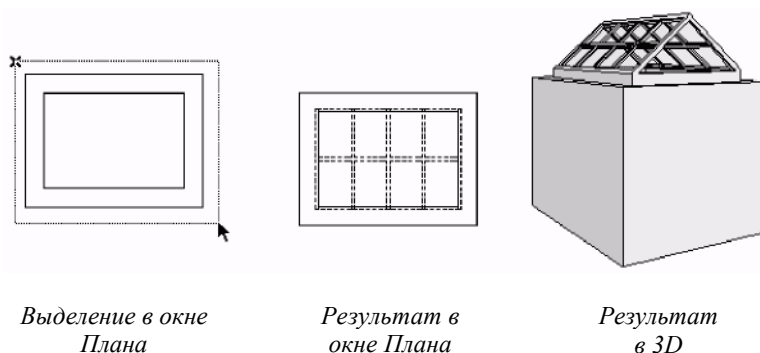 Выделение в окне
Плана
Результат в
окне Плана
Результат
в 3D